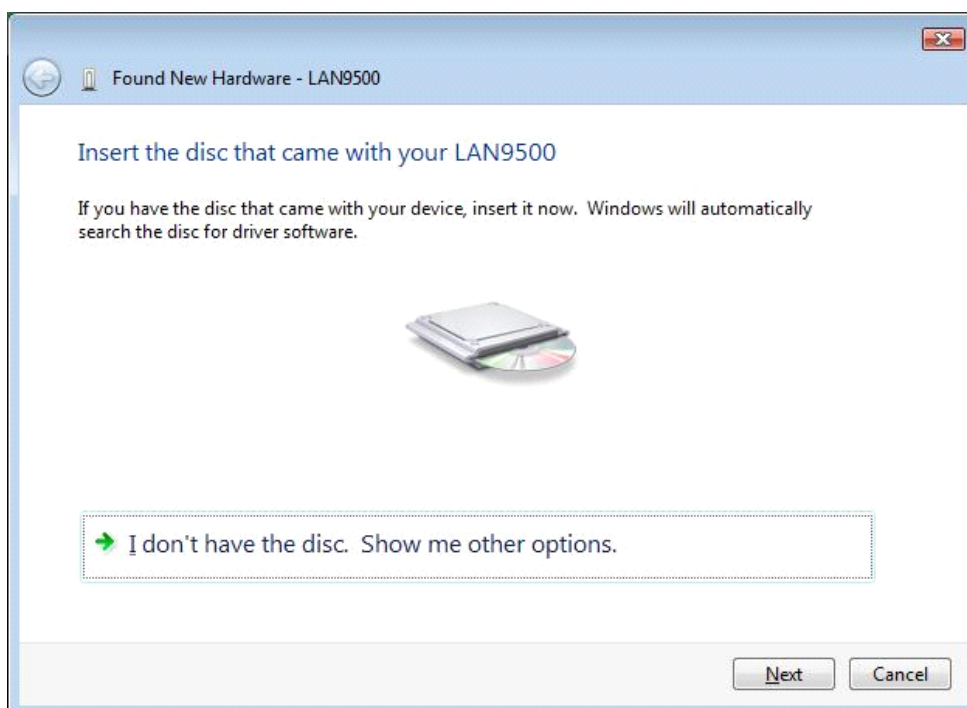 Found New Hardware - LAN9500
Insert the disc that came with your LAN9500
If you have the disc that came with your device, insert it now.  Windows will automatically
search the disc for driver software.
I don't have the disc.  Show me other options.
Next
Cancel